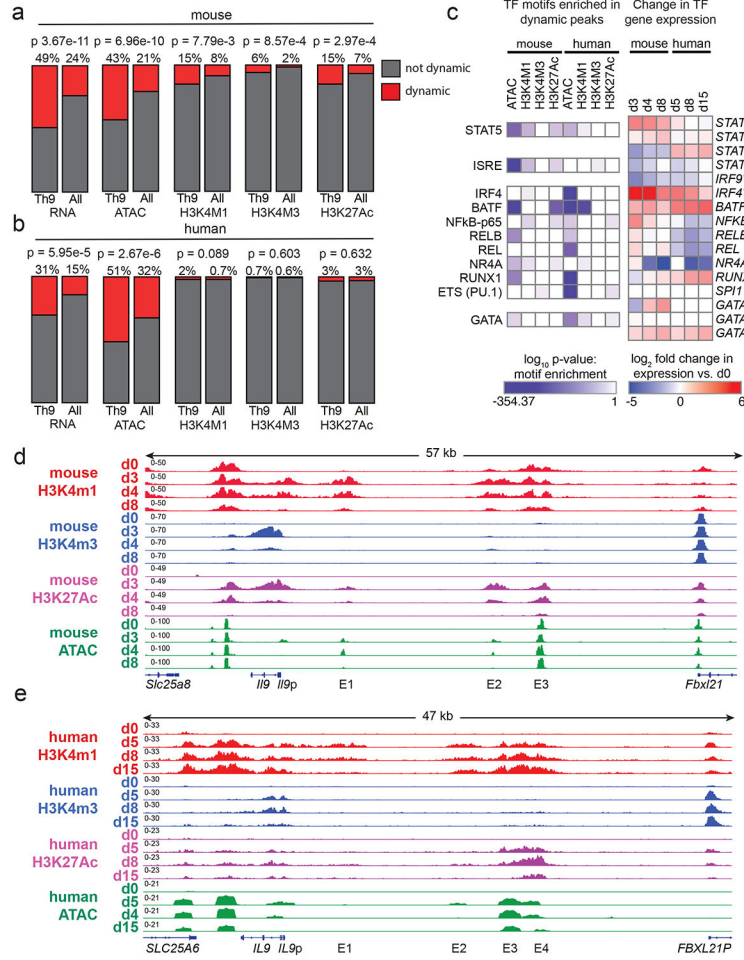 a
mouse
p 3.67e-11 p = 6.96e-10 p = 7.79e-3 p = 8.57e-4 p = 2.97e-4
49% 24% 43% 21% 15% 8% 6% 2% 15% 7%
not dynamic
dynamic
Th9 All Th9 All Th9 All Th9 All Th9 All
RNA ATAC H3K4M1 H3K4M3 H3K27Ac
b
human
p = 5.95e-5 p = 2.67e-6 p = 0.089 p = 0.603 p = 0.632
31% 15% 51% 32% 2% 0.7% 0.7% 0.6% 3% 3%
Th9 All Th9 All Th9 All Th9 All Th9 All
RNA ATAC H3K4M1 H3K4M3 H3K27Ac
c
TF motifs enriched in
dynamic peaks
Change in TF
gene expression
mouse human
mouse human
ATAC H3K4M1 H3K4M3 H3K27Ac ATAC H3K4M1 H3K4M3 H3K27Ac
d3 d4 d8 d5 d8 d15
STAT5
ISRE
IRF4
BATF
NFkB-p65
RELB
REL
NR4A
RUNX1
ETS (PU.1)
GATA
STAT
STAT
STAT
STAT
IRF9
IRF4
BATF
NFKE
RELE
REL
NR4A
RUNX
SPI1
GATA
GATA
GATA
log10 p-value:
motif enrichment
-354.37 1
log2 fold change in
expression vs. d0
-5 0 6
d
57 kb
mouse
H3K4m1
d0 0-50
d3 0-50
d4 0-50
d8 0-50
mouse
H3K4m3
d0 0-70
d3 0-70
d4 0-70
d8 0-70
mouse
H3K27Ac
d0 0-49
d3 0-49
d4 0-49
d8 0-49
mouse
ATAC
d0 0-100
d3 0-100
d4 0-100
d8 0-100
Slc25a8 Il9 Il9p E1 E2 E3 Fbxl21
e
47 kb
human
H3K4m1
d0 0-33
d5 0-33
d8 0-33
d15 0-33
human
H3K4m3
d0 0-30
d5 0-30
d8 0-30
d15 0-30
human
H3K27Ac
d0 0-23
d5 0-23
d8 0-23
d15 0-23
human
ATAC
d0 0-21
d5 0-21
d4 0-21
d15 0-21
SLC25A6 IL9 IL9p E1 E2 E3 E4 FBXL21P